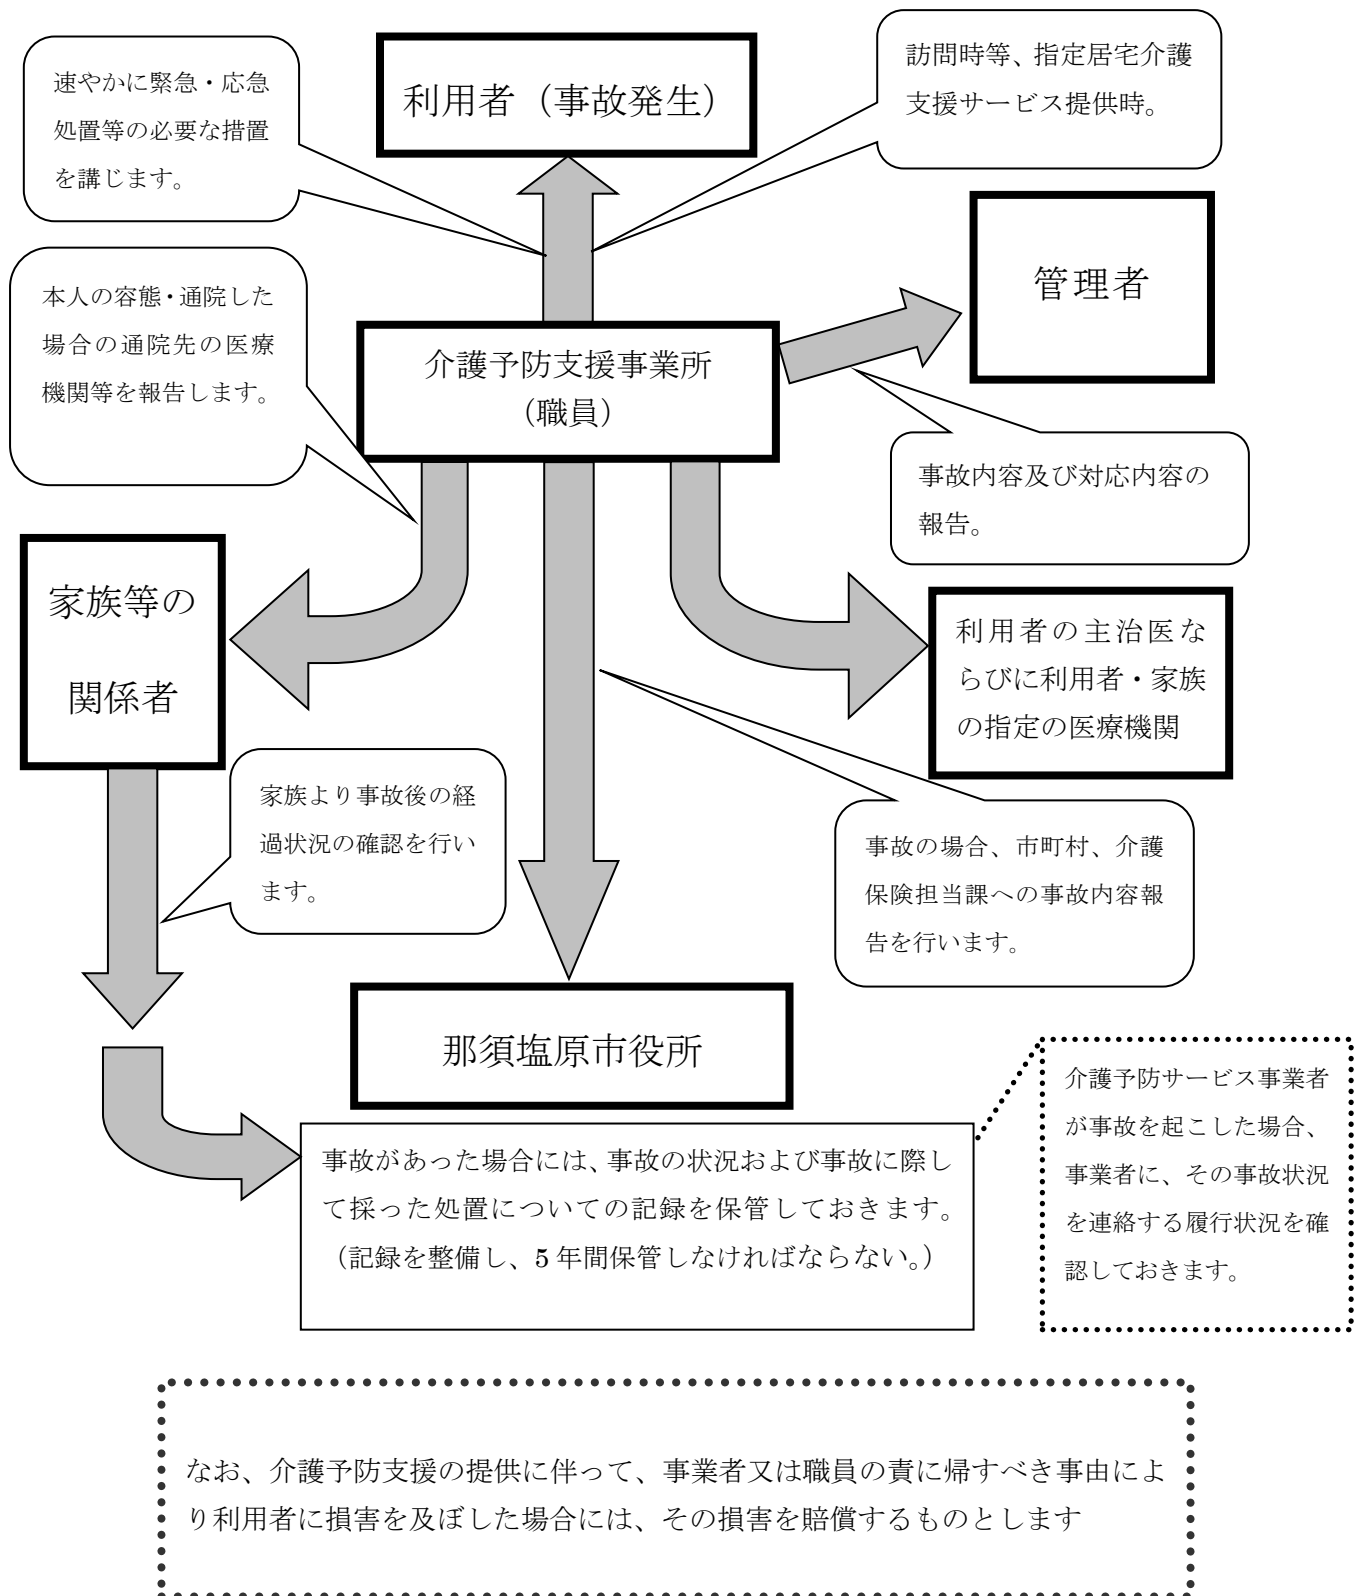 速やかに緊急・応急
処置等の必要な措置
を講じます。
利用者（事故発生）
訪問時等、指定居宅介護
支援サービス提供時。
管理者
本人の容態・通院した
場合の通院先の医療
機関等を報告します。
介護予防支援事業所
（職員）
事故内容及び対応内容の
報告。
家族等の
関係者
利用者の主治医な
らびに利用者・家族
の指定の医療機関
家族より事故後の経
過状況の確認を行い
ます。
事故の場合、市町村、介護
保険担当課への事故内容報
告を行います。
那須塩原市役所
介護予防サービス事業者
が事故を起こした場合、
事業者に、その事故状況
を連絡する履行状況を確
認しておきます。
事故があった場合には、事故の状況および事故に際し
て採った処置についての記録を保管しておきます。
（記録を整備し、5 年間保管しなければならない。）
なお、介護予防支援の提供に伴って、事業者又は職員の責に帰すべき事由によ
り利用者に損害を及ぼした場合には、その損害を賠償するものとします